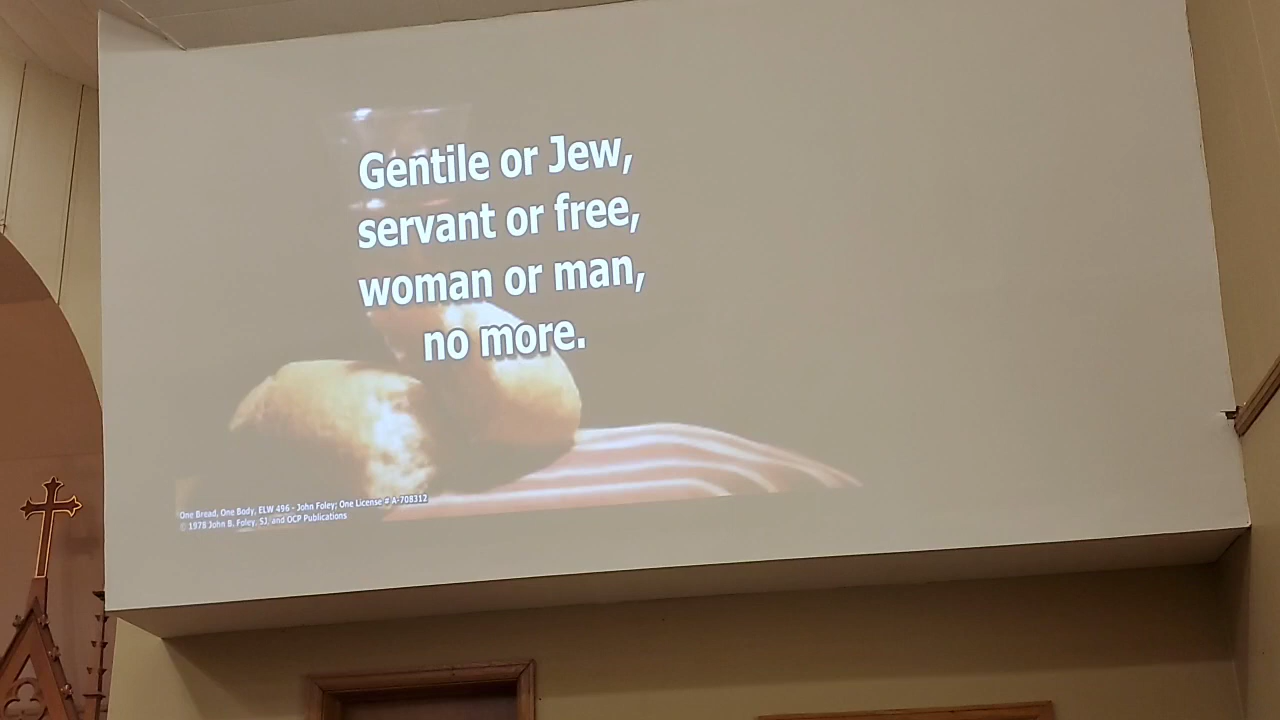 Gentile or Jew,
servant or free,
woman or man,
no more.
One Bread, One Body, ELW 496 - John Foley; One License # A-708312
© 1978 John B. Foley, SJ, and OCP Publications